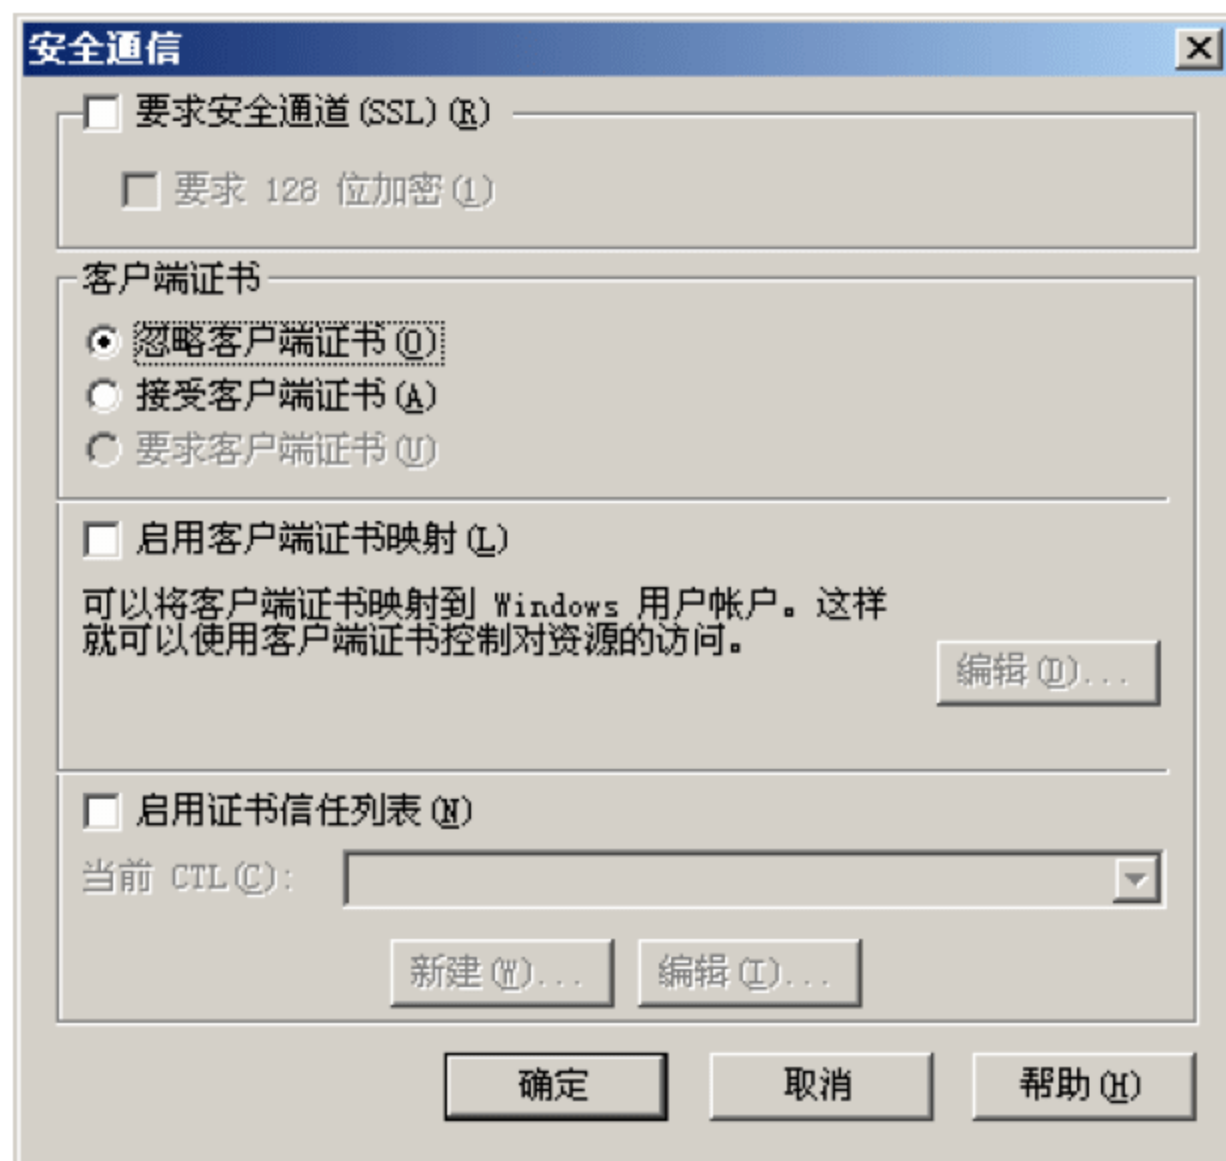 安全通信
要求安全通道(SSL)(R)
要求 128 位加密(1)
客户端证书
忽略客户端证书(O)
接受客户端证书(A)
要求客户端证书(U)
启用客户端证书映射(L)
可以将客户端证书映射到 Windows 用户帐户。这样
就可以使用客户端证书控制对资源的访问。
编辑(D)...
启用证书信任列表(N)
当前 CTL(C):
新建(W)... 编辑(I)...
确定 取消 帮助(H)